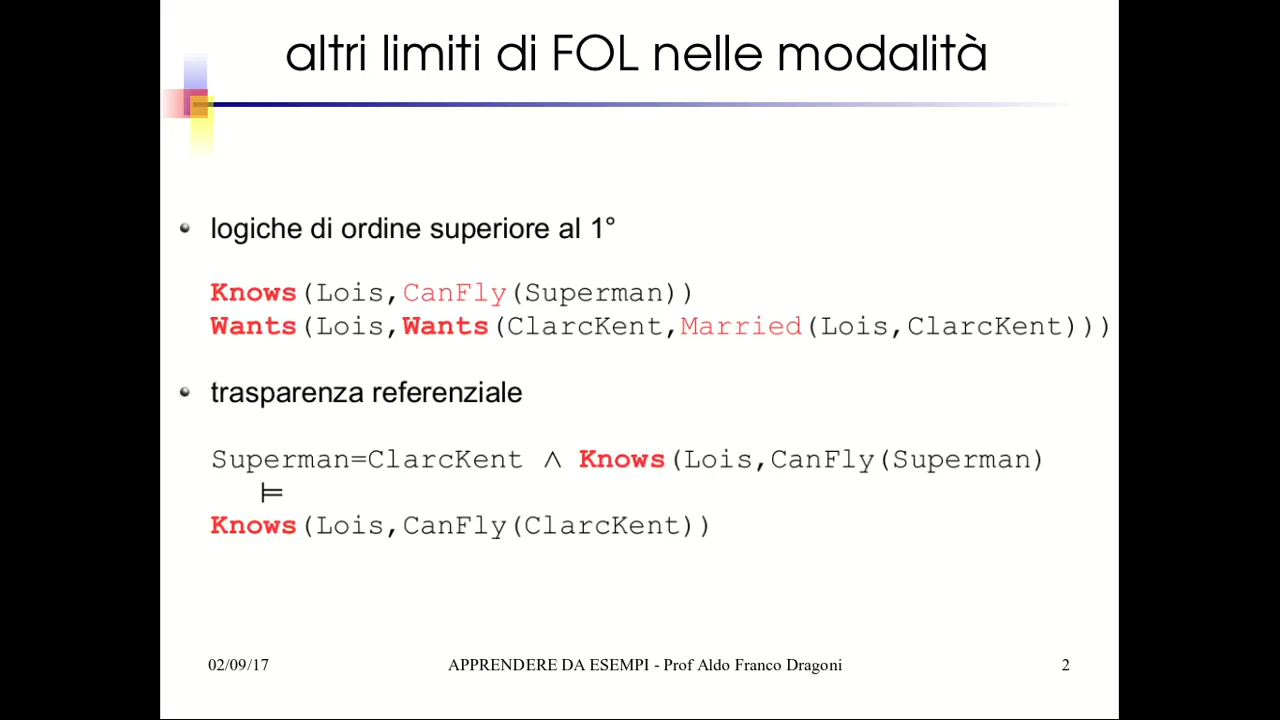 altri limiti di FOL nelle modalità
logiche di ordine superiore al 1°
Knows(Lois,CanFly(Superman))
Wants(Lois,Wants(ClarcKent,Married(Lois,ClarcKent)))
trasparenza referenziale
Superman=ClarcKent ∧ Knows(Lois,CanFly(Superman)
⊨
Knows(Lois,CanFly(ClarcKent))
02/09/17 APPRENDERE DA ESEMPI - Prof Aldo Franco Dragoni 2